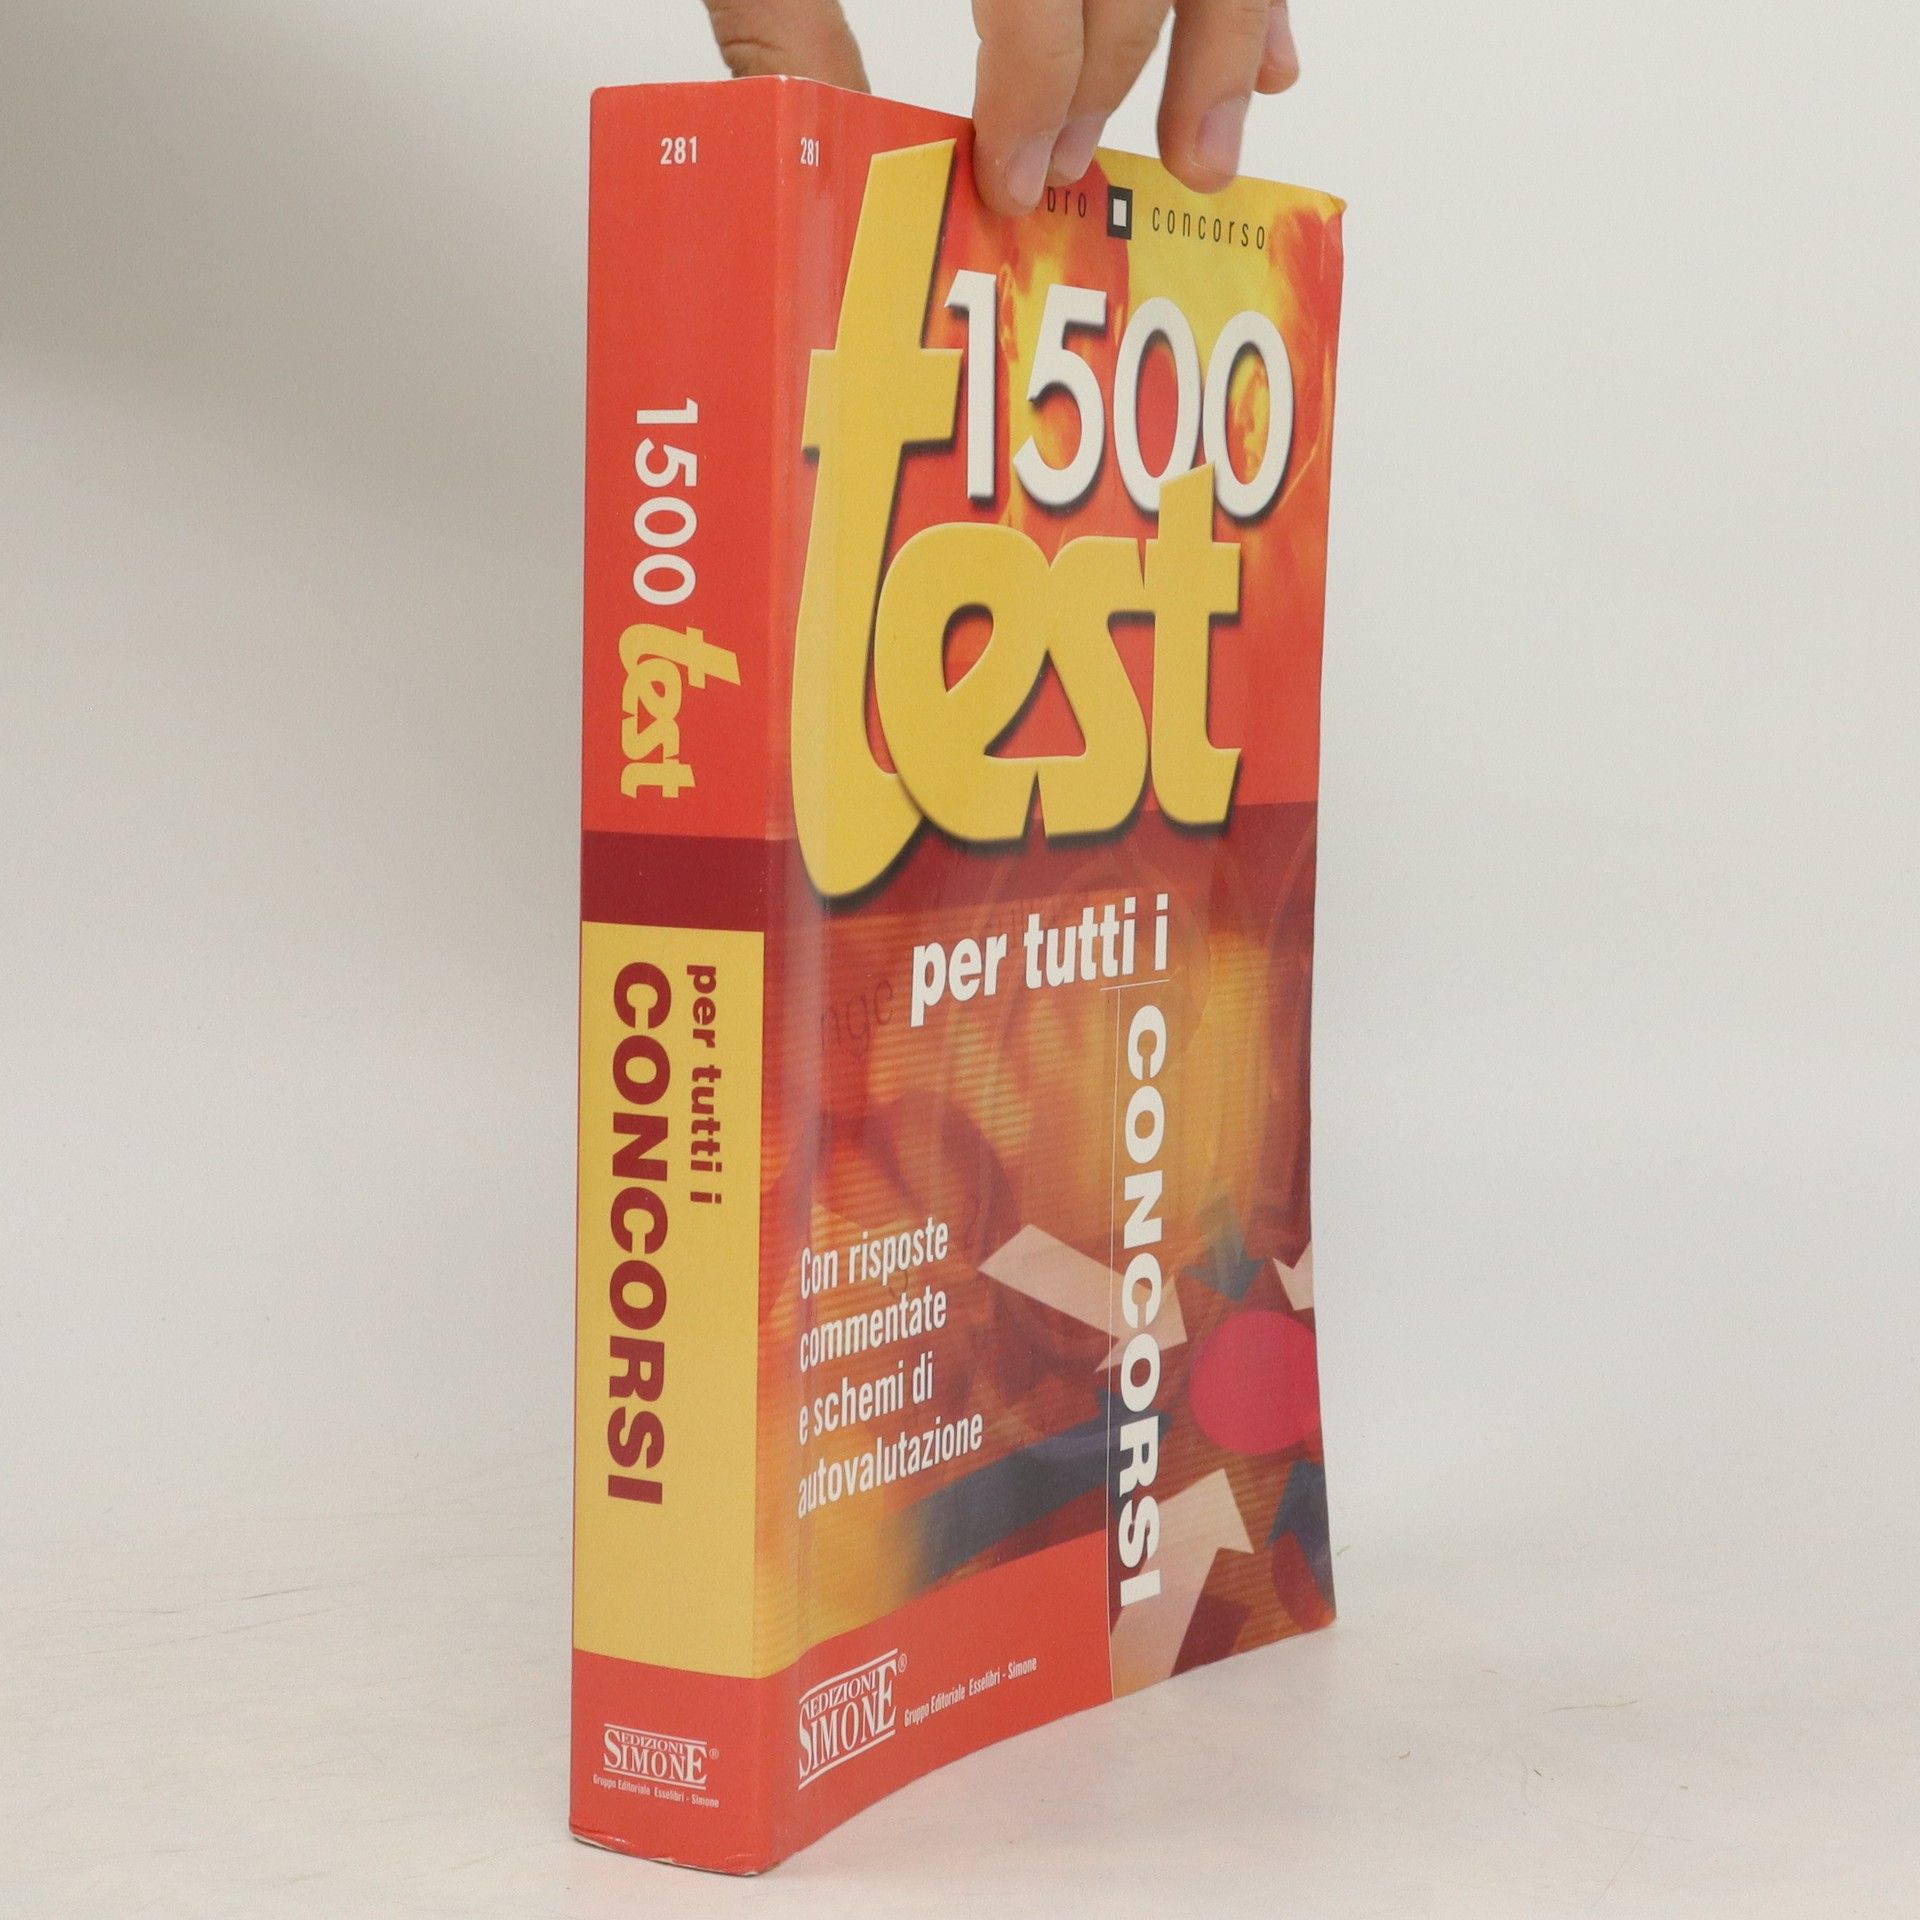 281
1500 test
per tutti i
CONCORSI
EDIZIONI
SIMONE®
Gruppo Editoriale Esselibri - Simone
281
concorso
1500
test
per tutti i
CONCORSI
Con risposte
commentate
e schemi di
autovalutazione
EDIZIONI
SIMONE®
Gruppo Editoriale Esselibri - Simone